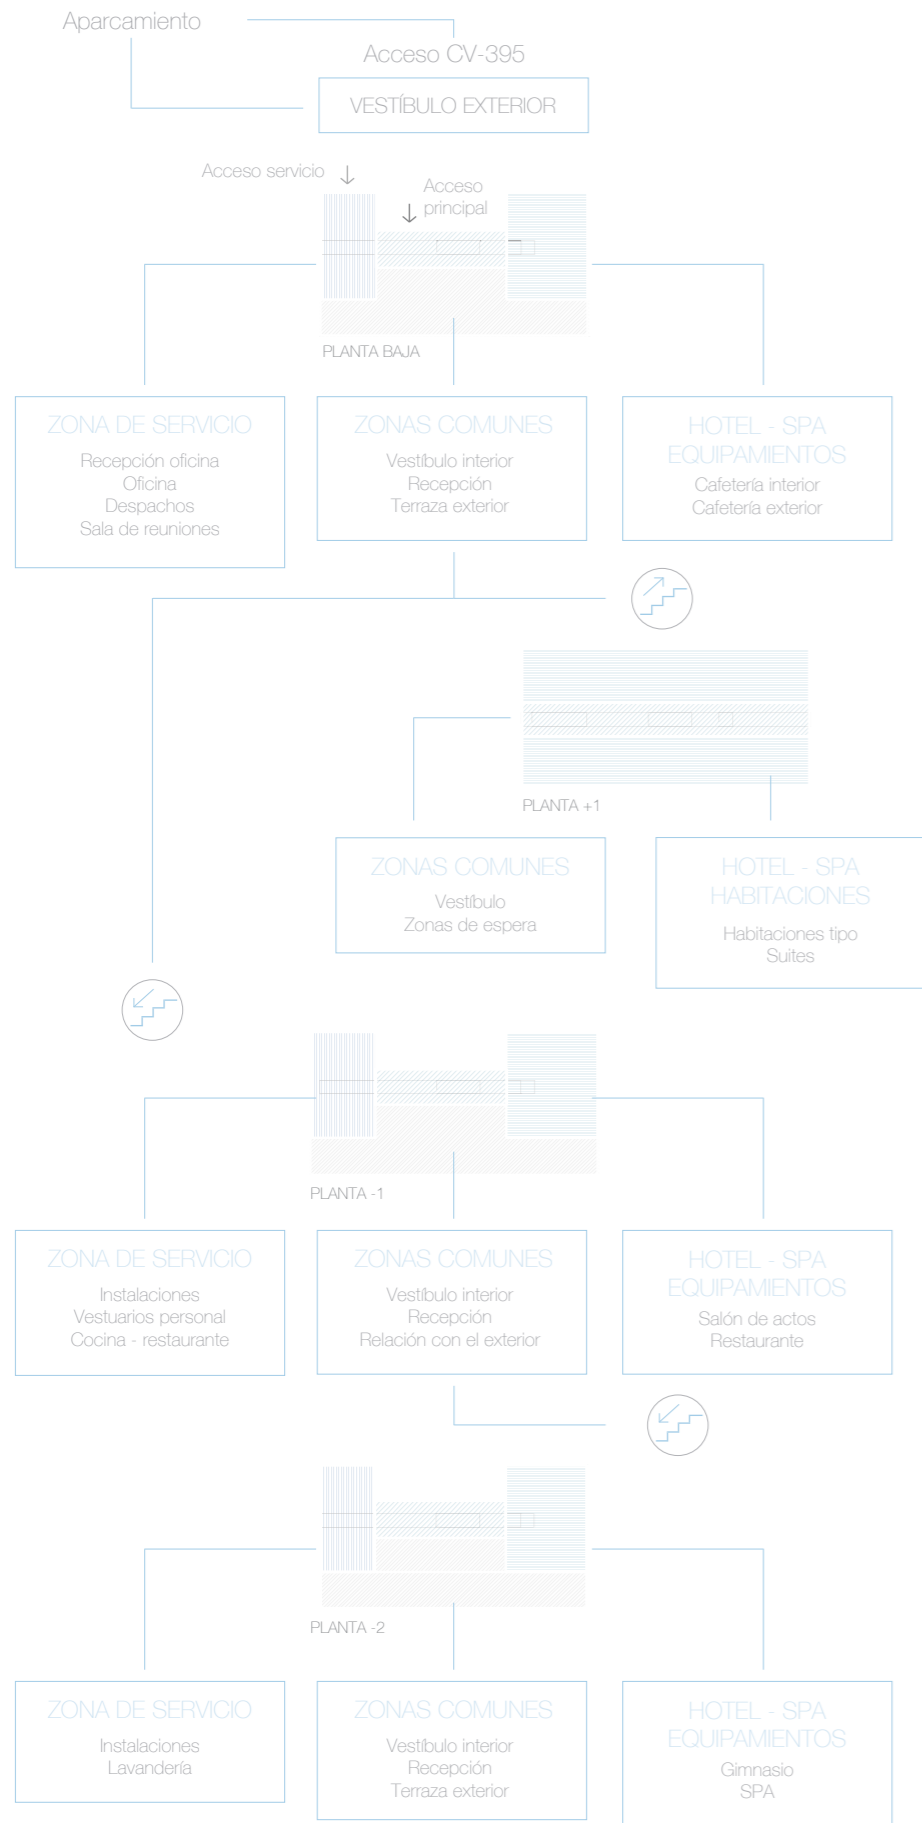 Aparcamiento
Acceso CV-395
VESTÍBULO EXTERIOR
Acceso servicio
Acceso
principal
PLANTA BAJA
ZONA DE SERVICIO
Recepción oficina
Oficina
Despachos
Sala de reuniones
ZONAS COMUNES
Vestíbulo interior
Recepción
Terraza exterior
HOTEL - SPA
EQUIPAMIENTOS
Cafetería interior
Cafetería exterior
PLANTA +1
ZONAS COMUNES
Vestíbulo
Zonas de espera
HOTEL - SPA
HABITACIONES
Habitaciones tipo
Suites
PLANTA -1
ZONA DE SERVICIO
Instalaciones
Vestuarios personal
Cocina - restaurante
ZONAS COMUNES
Vestíbulo interior
Recepción
Relación con el exterior
HOTEL - SPA
EQUIPAMIENTOS
Salón de actos
Restaurante
PLANTA -2
ZONA DE SERVICIO
Instalaciones
Lavandería
ZONAS COMUNES
Vestíbulo interior
Recepción
Terraza exterior
HOTEL - SPA
EQUIPAMIENTOS
Gimnasio
SPA